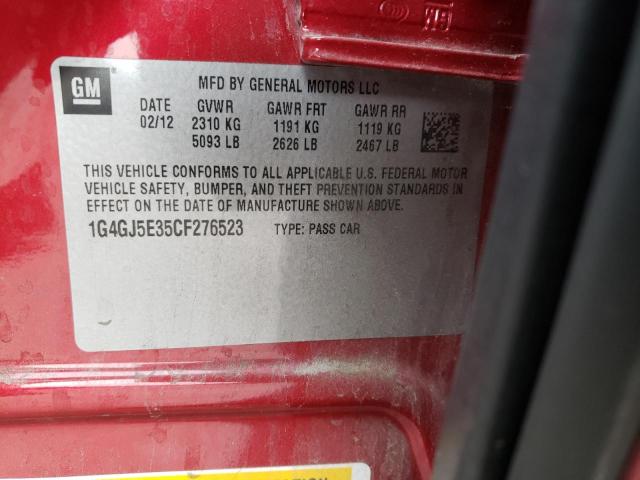 GM
MFD BY GENERAL MOTORS LLC
DATE GVWR GAWR FRT GAWR RR
02/12 2310 KG 1191 KG 1119 KG
5093 LB 2626 LB 2467 LB
THIS VEHICLE CONFORMS TO ALL APPLICABLE U.S. FEDERAL MOTOR
VEHICLE SAFETY, BUMPER, AND THEFT PREVENTION STANDARDS IN
EFFECT ON THE DATE OF MANUFACTURE SHOWN ABOVE.
1G4GJ5E35CF276523 TYPE: PASS CAR